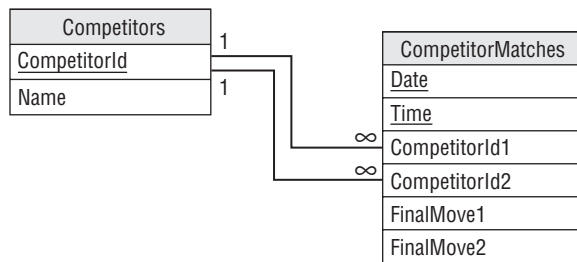 Competitors
CompetitorId
Name
1
1
∞
∞
CompetitorMatches
Date
Time
CompetitorId1
CompetitorId2
FinalMove1
FinalMove2